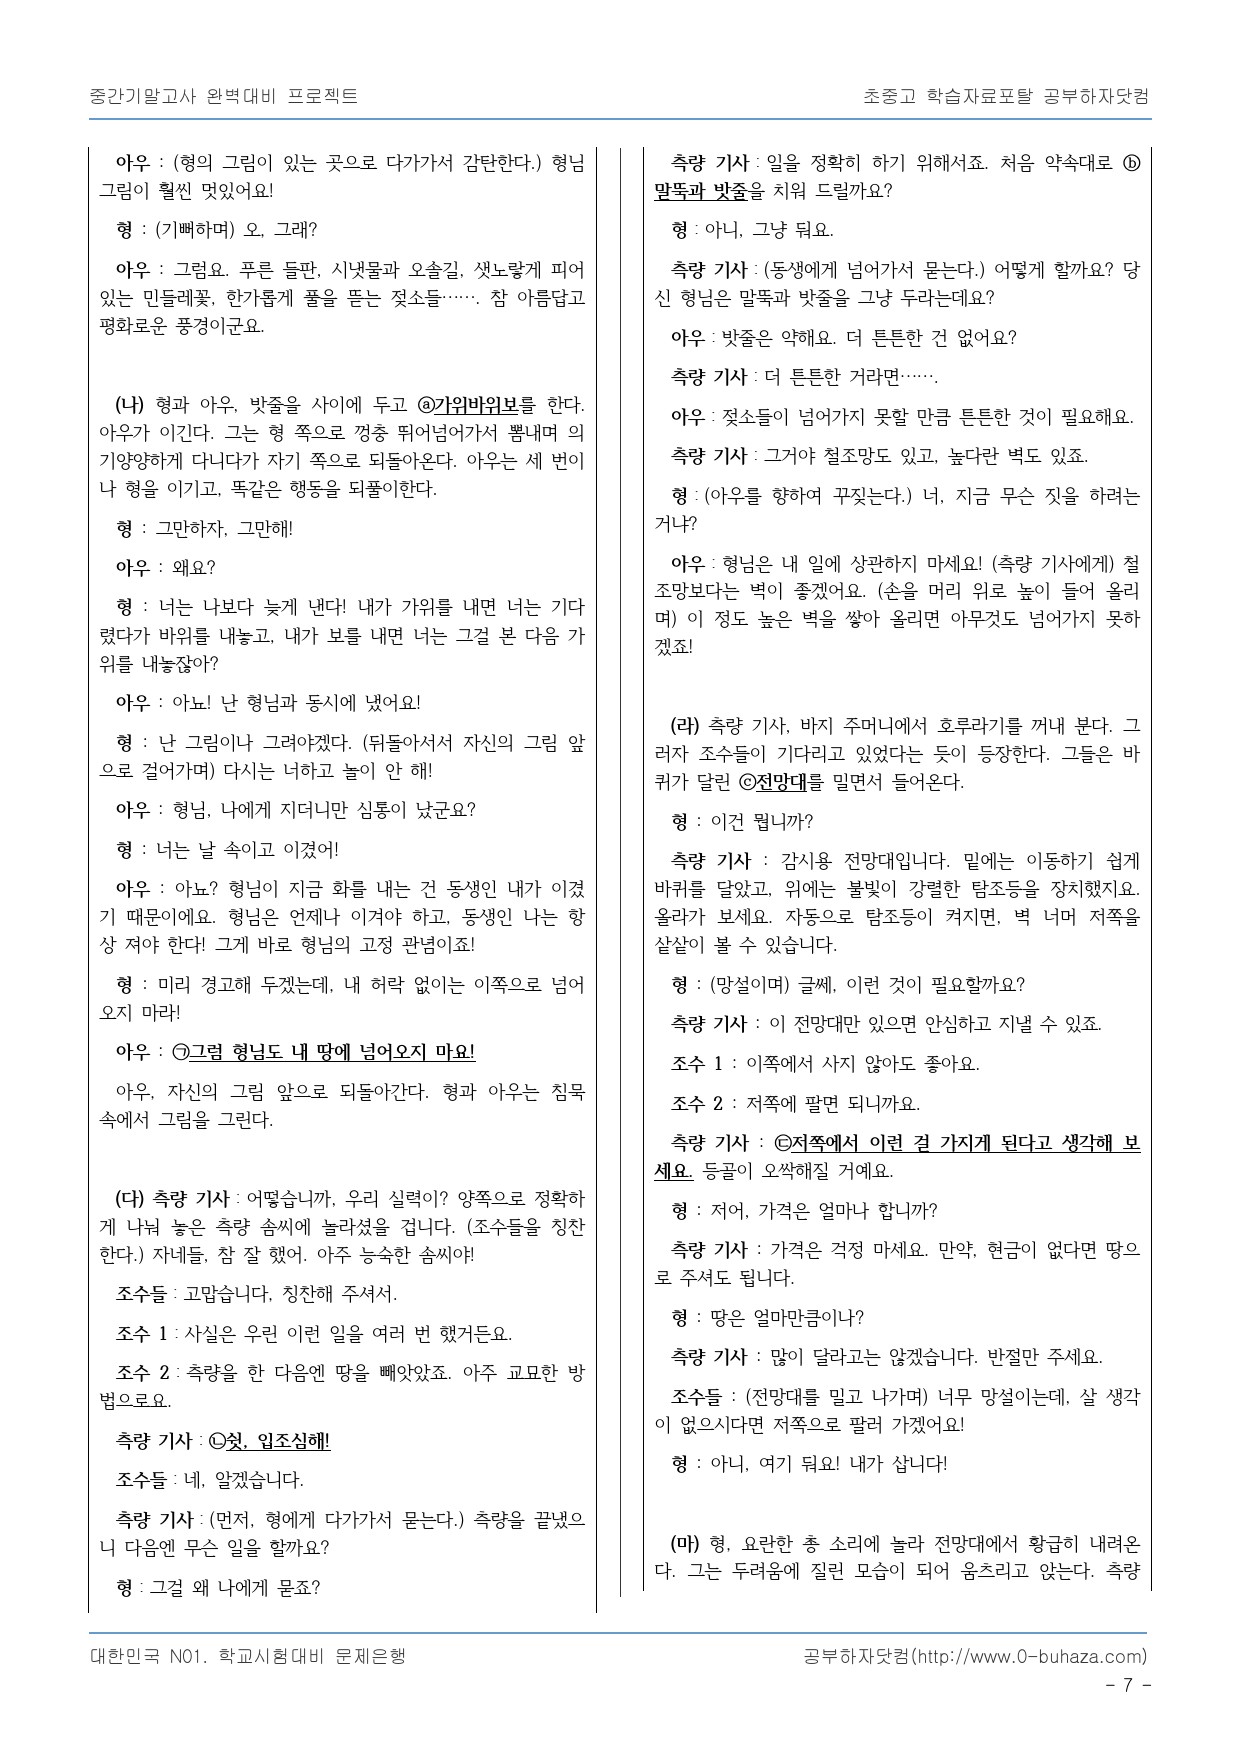 중간기말고사 완벽대비 프로젝트
초중고 학습자료포탈 공부하자닷컴
아우 : (형의 그림이 있는 곳으로 다가가서 감탄한다.) 형님
그림이 훨씬 멋있어요!
형 : (기뻐하며) 오, 그래?
아우 : 그럼요. 푸른 들판, 시냇물과 오솔길, 샛노랗게 피어
있는 민들레꽃, 한가롭게 풀을 뜯는 젖소들……. 참 아름답고
평화로운 풍경이군요.
(나) 형과 아우, 밧줄을 사이에 두고 ⓐ가위바위보를 한다.
아우가 이긴다. 그는 형 쪽으로 껑충 뛰어넘어가서 뽐내며 의
기양양하게 다니다가 자기 쪽으로 되돌아온다. 아우는 세 번이
나 형을 이기고, 똑같은 행동을 되풀이한다.
형 : 그만하자, 그만해!
아우 : 왜요?
형 : 너는 나보다 늦게 낸다! 내가 가위를 내면 너는 기다
렸다가 바위를 내놓고, 내가 보를 내면 너는 그걸 본 다음 가
위를 내놓잖아?
아우 : 아뇨! 난 형님과 동시에 냈어요!
형 : 난 그림이나 그려야겠다. (뒤돌아서서 자신의 그림 앞
으로 걸어가며) 다시는 너하고 놀이 안 해!
아우 : 형님, 나에게 지더니만 심통이 났군요?
형 : 너는 날 속이고 이겼어!
아우 : 아뇨? 형님이 지금 화를 내는 건 동생인 내가 이겼
기 때문이에요. 형님은 언제나 이겨야 하고, 동생인 나는 항
상 져야 한다! 그게 바로 형님의 고정 관념이죠!
형 : 미리 경고해 두겠는데, 내 허락 없이는 이쪽으로 넘어
오지 마라!
아우 : ㉠그럼 형님도 내 땅에 넘어오지 마요!
아우, 자신의 그림 앞으로 되돌아간다. 형과 아우는 침묵
속에서 그림을 그린다.
(다) 측량 기사 : 어떻습니까, 우리 실력이? 양쪽으로 정확하
게 나눠 놓은 측량 솜씨에 놀라셨을 겁니다. (조수들을 칭찬
한다.) 자네들, 참 잘 했어. 아주 능숙한 솜씨야!
조수들 : 고맙습니다, 칭찬해 주셔서.
조수 1 : 사실은 우린 이런 일을 여러 번 했거든요.
조수 2 : 측량을 한 다음엔 땅을 빼앗았죠. 아주 교묘한 방
법으로요.
측량 기사 : ㉡쉿, 입조심해!
조수들 : 네, 알겠습니다.
측량 기사 : (먼저, 형에게 다가가서 묻는다.) 측량을 끝냈으
니 다음엔 무슨 일을 할까요?
형 : 그걸 왜 나에게 묻죠?
측량 기사 : 일을 정확히 하기 위해서죠. 처음 약속대로 ⓑ
말뚝과 밧줄을 치워 드릴까요?
형 : 아니, 그냥 둬요.
측량 기사 : (동생에게 넘어가서 묻는다.) 어떻게 할까요? 당
신 형님은 말뚝과 밧줄을 그냥 두라는데요?
아우 : 밧줄은 약해요. 더 튼튼한 건 없어요?
측량 기사 : 더 튼튼한 거라면…….
아우 : 젖소들이 넘어가지 못할 만큼 튼튼한 것이 필요해요.
측량 기사 : 그거야 철조망도 있고, 높다란 벽도 있죠.
형 : (아우를 향하여 꾸짖는다.) 너, 지금 무슨 짓을 하려는
거냐?
아우 : 형님은 내 일에 상관하지 마세요! (측량 기사에게) 철
조망보다는 벽이 좋겠어요. (손을 머리 위로 높이 들어 올리
며) 이 정도 높은 벽을 쌓아 올리면 아무것도 넘어가지 못하
겠죠!
(라) 측량 기사, 바지 주머니에서 호루라기를 꺼내 분다. 그
러자 조수들이 기다리고 있었다는 듯이 등장한다. 그들은 바
퀴가 달린 ⓒ전망대를 밀면서 들어온다.
형 : 이건 뭡니까?
측량 기사 : 감시용 전망대입니다. 밑에는 이동하기 쉽게
바퀴를 달았고, 위에는 불빛이 강렬한 탐조등을 장치했지요.
올라가 보세요. 자동으로 탐조등이 켜지면, 벽 너머 저쪽을
샅샅이 볼 수 있습니다.
형 : (망설이며) 글쎄, 이런 것이 필요할까요?
측량 기사 : 이 전망대만 있으면 안심하고 지낼 수 있죠.
조수 1 : 이쪽에서 사지 않아도 좋아요.
조수 2 : 저쪽에 팔면 되니까요.
측량 기사 : ㉢저쪽에서 이런 걸 가지게 된다고 생각해 보
세요. 등골이 오싹해질 거예요.
형 : 저어, 가격은 얼마나 합니까?
측량 기사 : 가격은 걱정 마세요. 만약, 현금이 없다면 땅으
로 주셔도 됩니다.
형 : 땅은 얼마만큼이나?
측량 기사 : 많이 달라고는 않겠습니다. 반절만 주세요.
조수들 : (전망대를 밀고 나가며) 너무 망설이는데, 살 생각
이 없으시다면 저쪽으로 팔러 가겠어요!
형 : 아니, 여기 둬요! 내가 삽니다!
(마) 형, 요란한 총 소리에 놀라 전망대에서 황급히 내려온
다. 그는 두려움에 질린 모습이 되어 움츠리고 앉는다. 측량
대한민국 N01. 학교시험대비 문제은행
공부하자닷컴(http://www.0-buhaza.com)
- 7 -